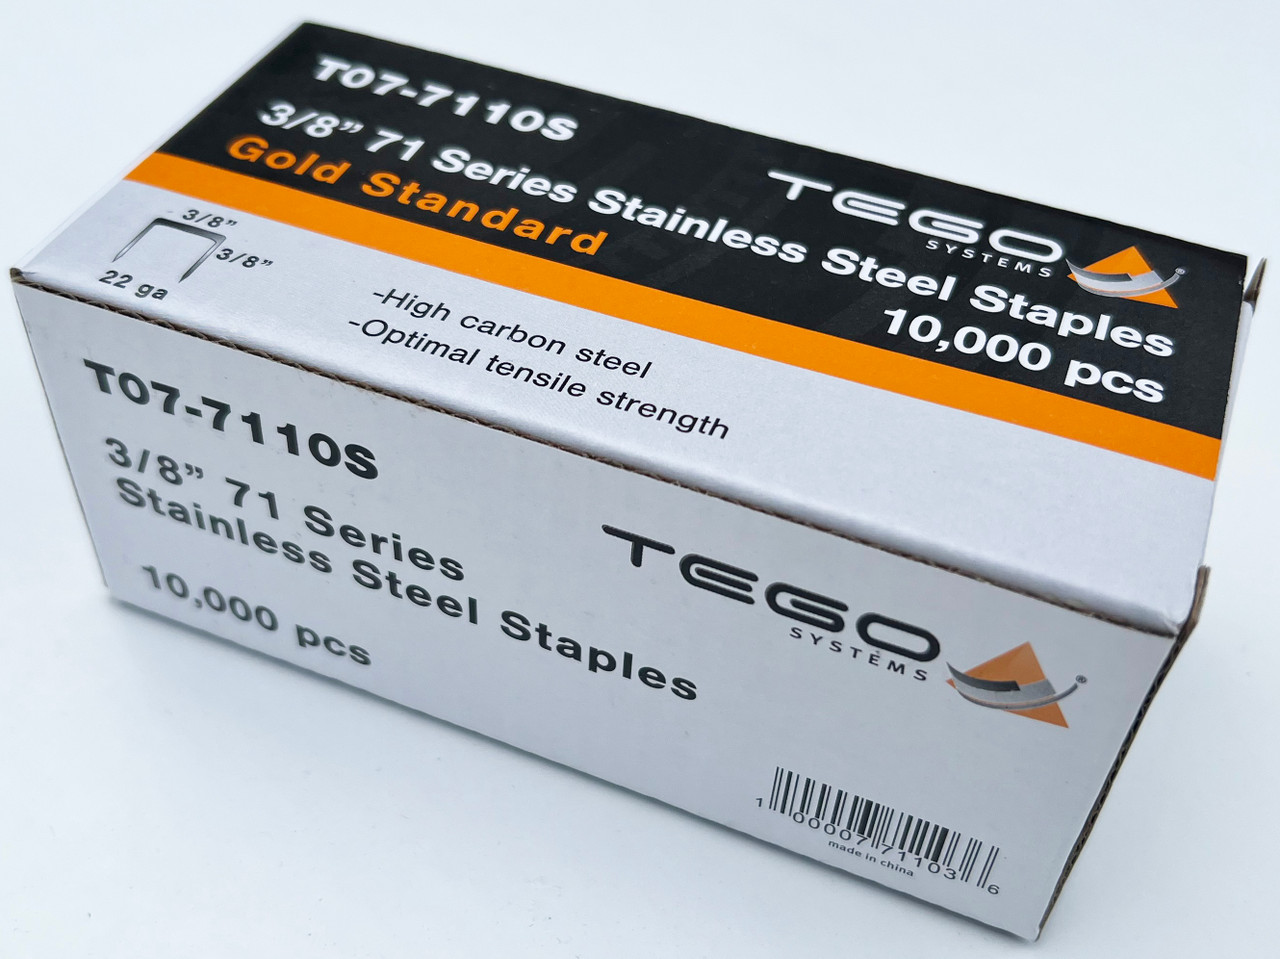 T07-7110S
3/8” 71 Series Stainless Steel Staples
Gold Standard
10,000 pcs
TEGO
SYSTEMS
®
3/8”
3/8”
22 ga
-High carbon steel
-Optimal tensile strength
T07-7110S
3/8” 71 Series
Stainless Steel Staples
10,000 pcs
TEGO
SYSTEMS
®
1 00007 71103 6
made in china